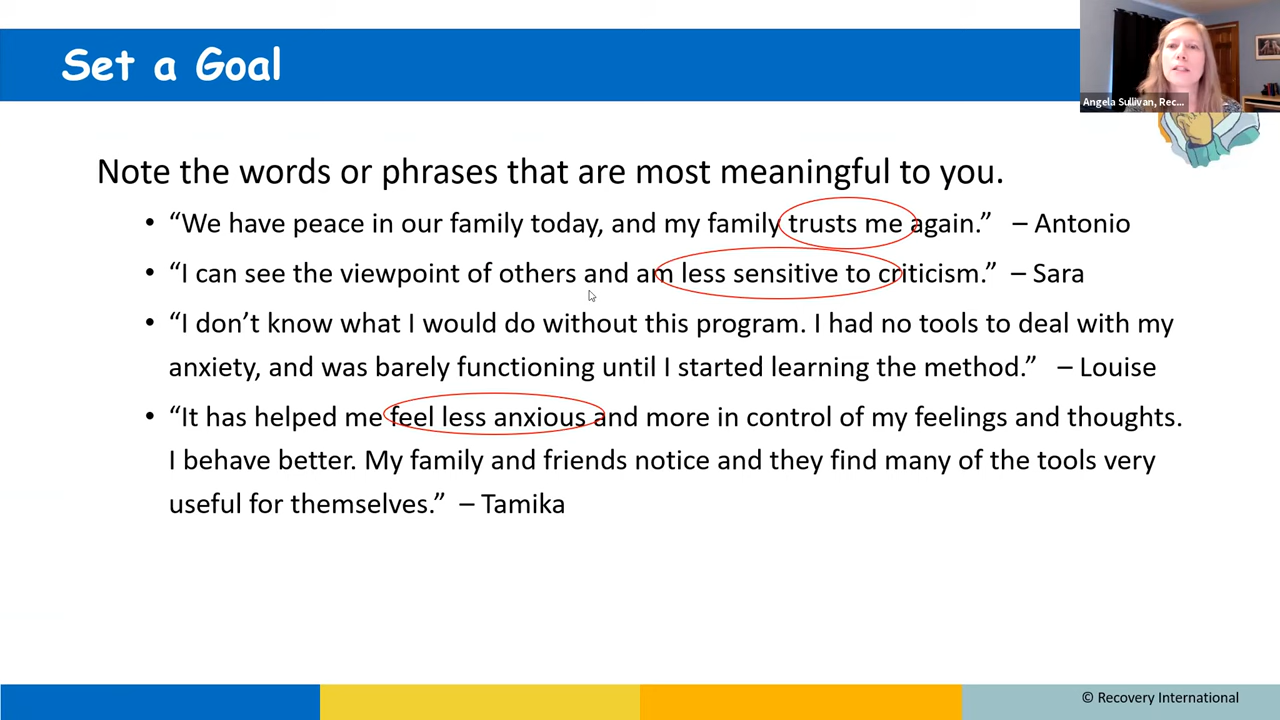 Set a Goal
Angela Sullivan, Rec...
Note the words or phrases that are most meaningful to you.
• “We have peace in our family today, and my family trusts me again.” – Antonio
• “I can see the viewpoint of others and am less sensitive to criticism.” – Sara
• “I don’t know what I would do without this program. I had no tools to deal with my
anxiety, and was barely functioning until I started learning the method.” – Louise
• “It has helped me feel less anxious and more in control of my feelings and thoughts.
I behave better. My family and friends notice and they find many of the tools very
useful for themselves.” – Tamika
© Recovery International